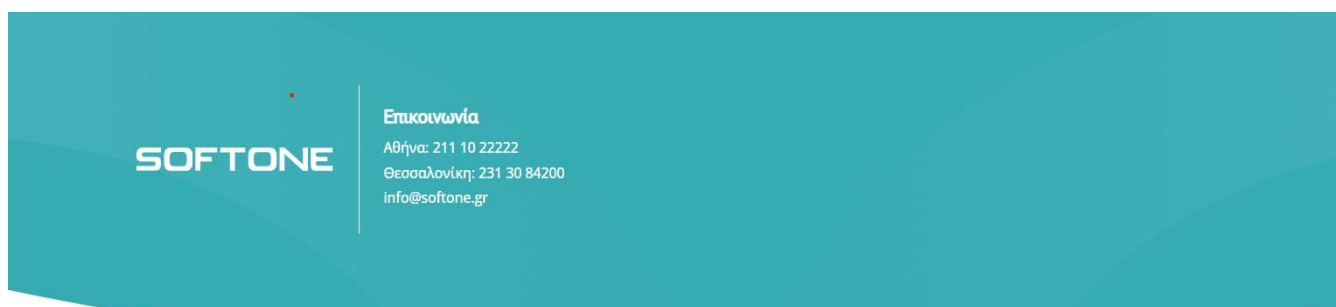 SOFTONE
Επικοινωνία
Αθήνα: 211 10 22222
Θεσσαλονίκη: 231 30 84200
info@softone.gr